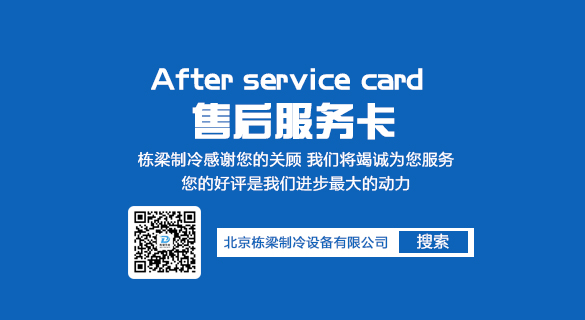 After service card
售后服务卡
栋梁制冷感谢您的关顾 我们将竭诚为您服务
您的好评是我们进步最大的动力
北京栋梁制冷设备有限公司 搜索